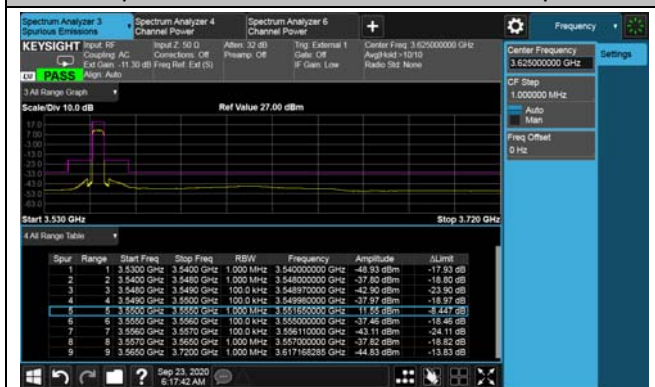 Spectrum Analyzer 3
Spurious Emissions
Spectrum Analyzer 4
Channel Power
Spectrum Analyzer 6
Channel Power
Frequency
KEYSIGHT
Input: RF
Coupling: AC
Ext Gain: -11.30 dB
Align: Auto
Input Z: 50 Ω
Corrections: Off
Freq Ref: Ext (S)
Atten: 32 dB
Preamp: Off
Trig: External 1
Gate: Off
IF Gain: Low
Center Freq: 3.625000000 GHz
Avg|Hold:>10/10
Radio Std: None
PASS
Center Frequency
3.625000000 GHz
Settings
CF Step
1.000000 MHz
Auto
Man
Freq Offset
0 Hz
3 All Range Graph
Scale/Div 10.0 dB
Ref Value 27.00 dBm
17.0
7.00
-3.00
-13.0
-23.0
-33.0
-43.0
-53.0
-63.0
Start 3.530 GHz
Stop 3.720 GHz
4 All Range Table
Range
Spur Range Start Freq Stop Freq RBW Frequency Amplitude ΔLimit
1 1 3.5300 GHz 3.5400 GHz 1.000 MHz 3.540000000 GHz -48.93 dBm -17.93 dB
2 2 3.5400 GHz 3.5480 GHz 1.000 MHz 3.548000000 GHz -37.80 dBm -18.80 dB
3 3 3.5480 GHz 3.5490 GHz 100.0 kHz 3.548970000 GHz -42.90 dBm -23.90 dB
4 4 3.5490 GHz 3.5500 GHz 100.0 kHz 3.549980000 GHz -37.97 dBm -18.97 dB
5 5 3.5500 GHz 3.5550 GHz 1.000 MHz 3.551650000 GHz 11.55 dBm -8.447 dB
6 6 3.5550 GHz 3.5560 GHz 100.0 kHz 3.555000000 GHz -37.46 dBm -18.46 dB
7 7 3.5560 GHz 3.5570 GHz 100.0 kHz 3.556110000 GHz -43.11 dBm -24.11 dB
8 8 3.5570 GHz 3.5650 GHz 1.000 MHz 3.557000000 GHz -37.82 dBm -18.82 dB
9 9 3.5650 GHz 3.7200 GHz 1.000 MHz 3.617168285 GHz -44.83 dBm -13.83 dB
Sep 23, 2020
6:17:42 AM